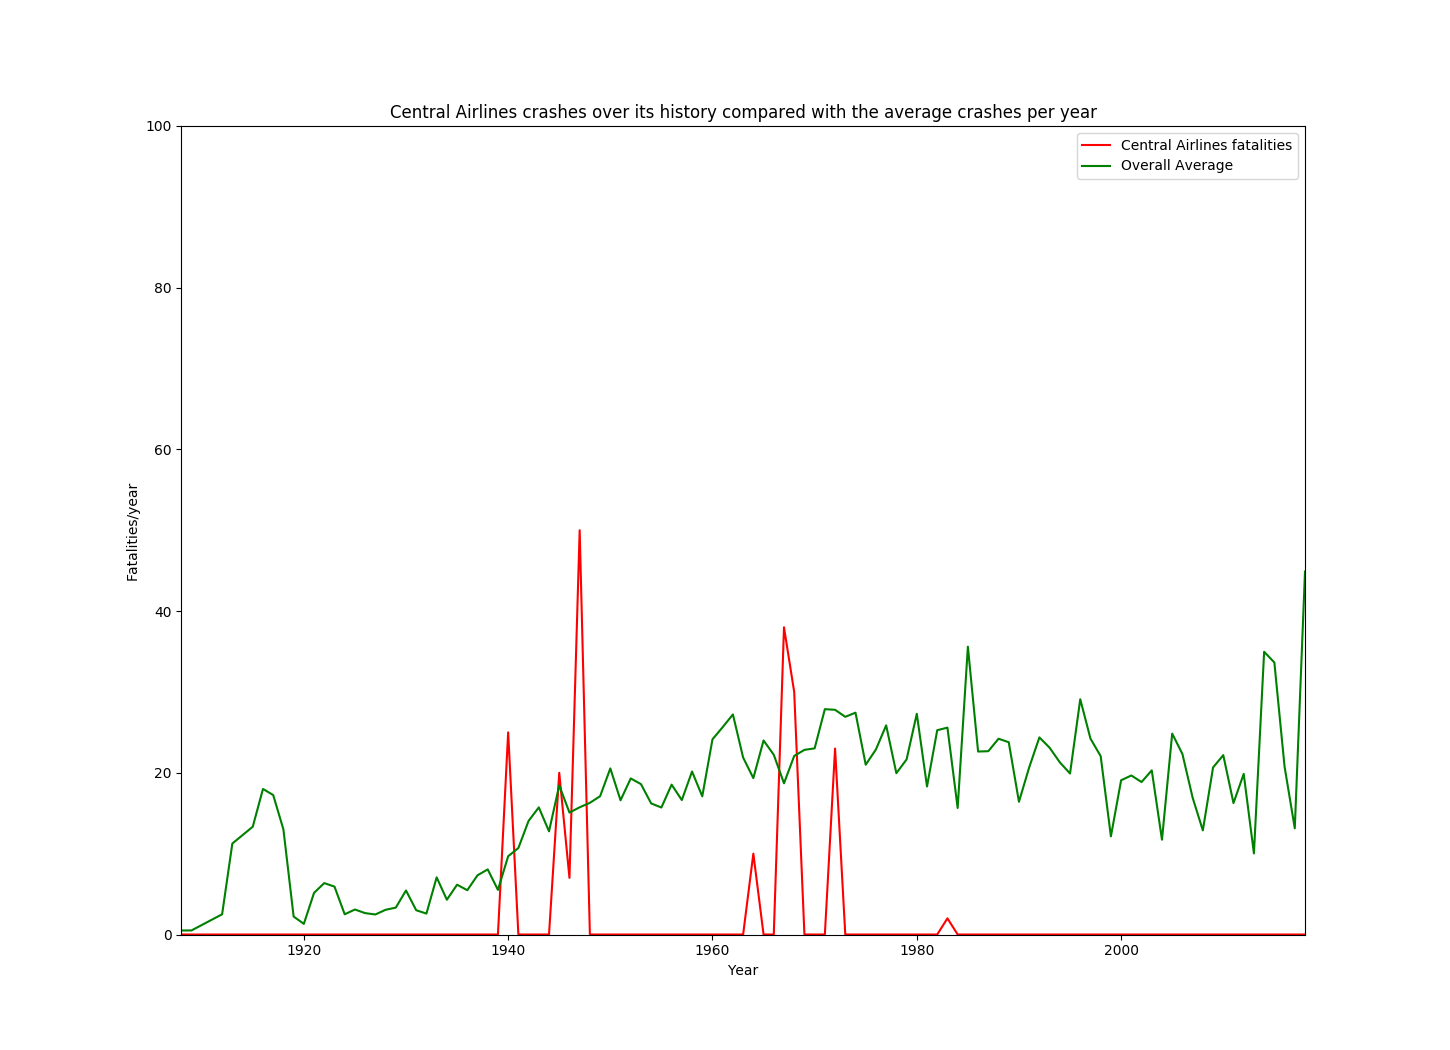 Central Airlines crashes over its history compared with the average crashes per year
100
80
60
40
20
0
Fatalities/year
Central Airlines fatalities
Overall Average
1920 1940 1960 1980 2000
Year